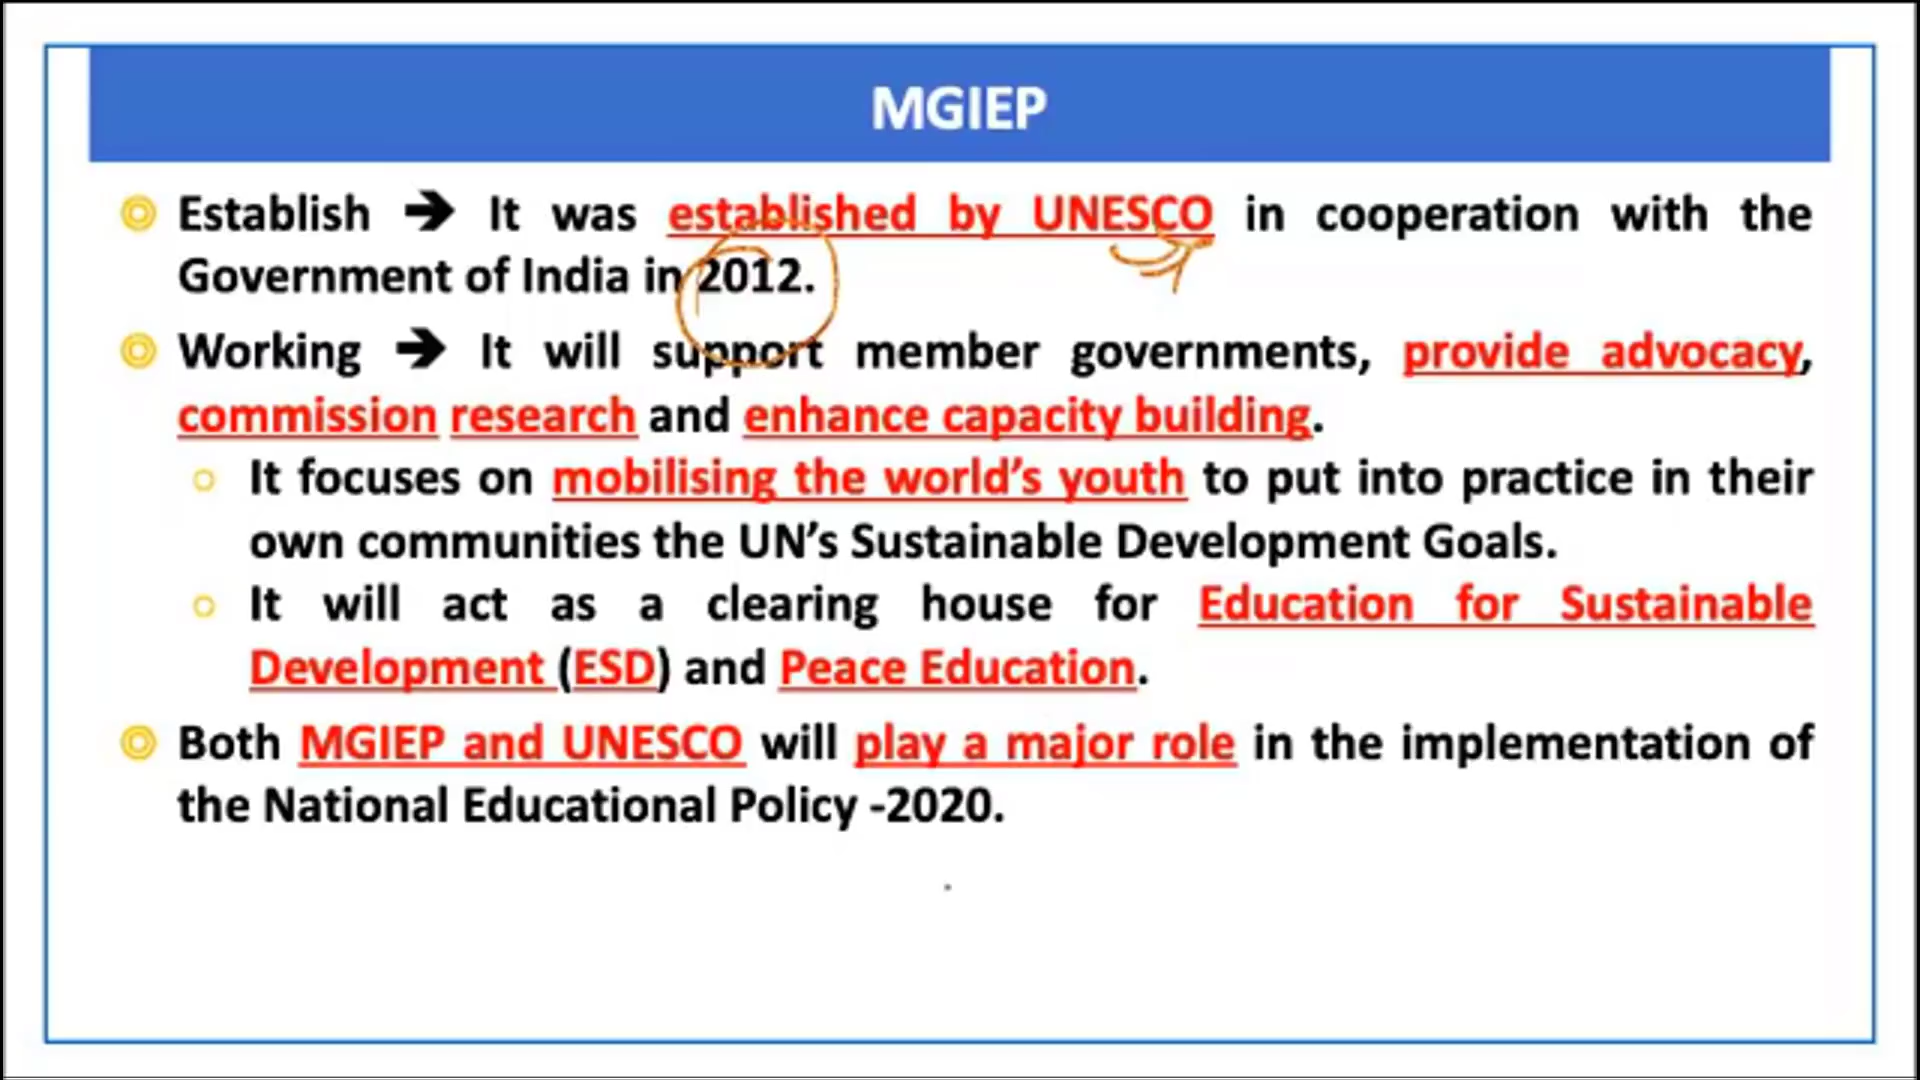 MGIEP
Establish ➔ It was established by UNESCO in cooperation with the
Government of India in 2012.
Working ➔ It will support member governments, provide advocacy,
commission research and enhance capacity building.
It focuses on mobilising the world’s youth to put into practice in their
own communities the UN’s Sustainable Development Goals.
It will act as a clearing house for Education for Sustainable
Development (ESD) and Peace Education.
Both MGIEP and UNESCO will play a major role in the implementation of
the National Educational Policy -2020.